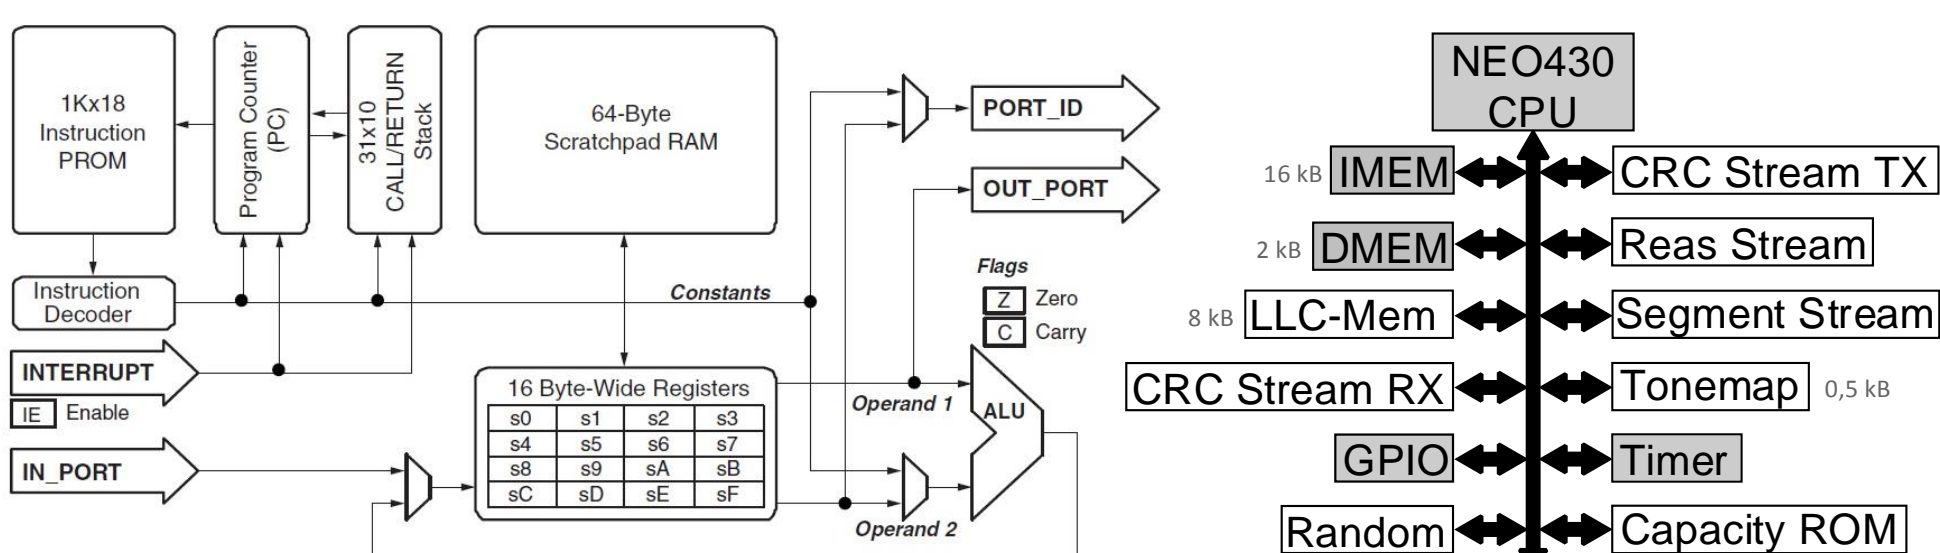 1Kx18
Instruction
PROM
Program Counter
(PC)
31x10
CALL/RETURN
Stack
64-Byte
Scratchpad RAM
PORT_ID
OUT_PORT
Instruction
Decoder
Constants
Flags
Z Zero
C Carry
INTERRUPT
IE Enable
IN_PORT
16 Byte-Wide Registers
s0 s1 s2 s3
s4 s5 s6 s7
s8 s9 sA sB
sC sD sE sF
Operand 1
ALU
Operand 2
NEO430
CPU
16 kB IMEM CRC Stream TX
2 kB DMEM Reas Stream
8 kB LLC-Mem Segment Stream
CRC Stream RX Tonemap 0,5 kB
GPIO Timer
Random Capacity ROM